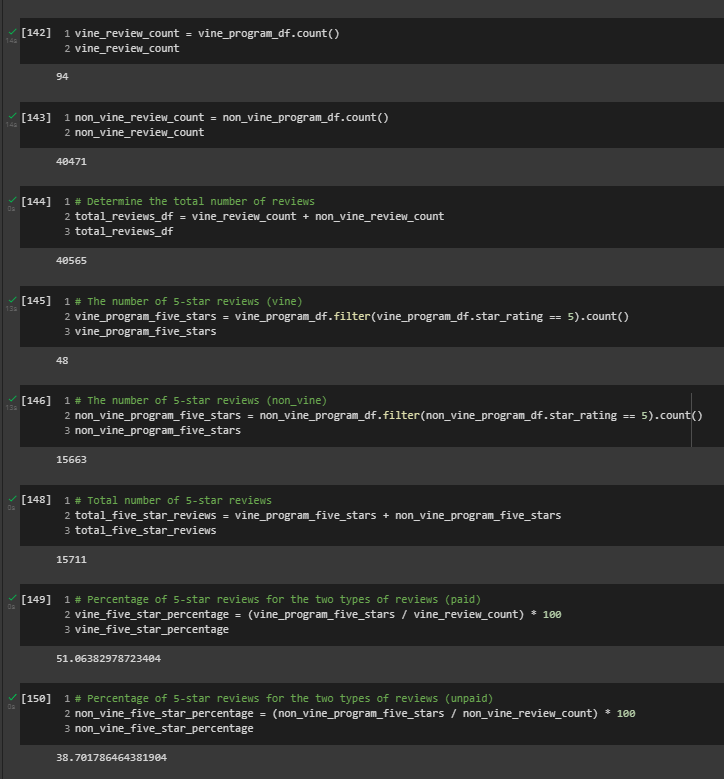 [142] 1 vine_review_count = vine_program_df.count()
2 vine_review_count
94
[143] 1 non_vine_review_count = non_vine_program_df.count()
2 non_vine_review_count
40471
[144] 1 # Determine the total number of reviews
2 total_reviews_df = vine_review_count + non_vine_review_count
3 total_reviews_df
40565
[145] 1 # The number of 5-star reviews (vine)
2 vine_program_five_stars = vine_program_df.filter(vine_program_df.star_rating == 5).count()
3 vine_program_five_stars
48
[146] 1 # The number of 5-star reviews (non_vine)
2 non_vine_program_five_stars = non_vine_program_df.filter(non_vine_program_df.star_rating == 5).count()
3 non_vine_program_five_stars
15663
[148] 1 # Total number of 5-star reviews
2 total_five_star_reviews = vine_program_five_stars + non_vine_program_five_stars
3 total_five_star_reviews
15711
[149] 1 # Percentage of 5-star reviews for the two types of reviews (paid)
2 vine_five_star_percentage = (vine_program_five_stars / vine_review_count) * 100
3 vine_five_star_percentage
51.06382978723404
[150] 1 # Percentage of 5-star reviews for the two types of reviews (unpaid)
2 non_vine_five_star_percentage = (non_vine_program_five_stars / non_vine_review_count) * 100
3 non_vine_five_star_percentage
38.701786464381904